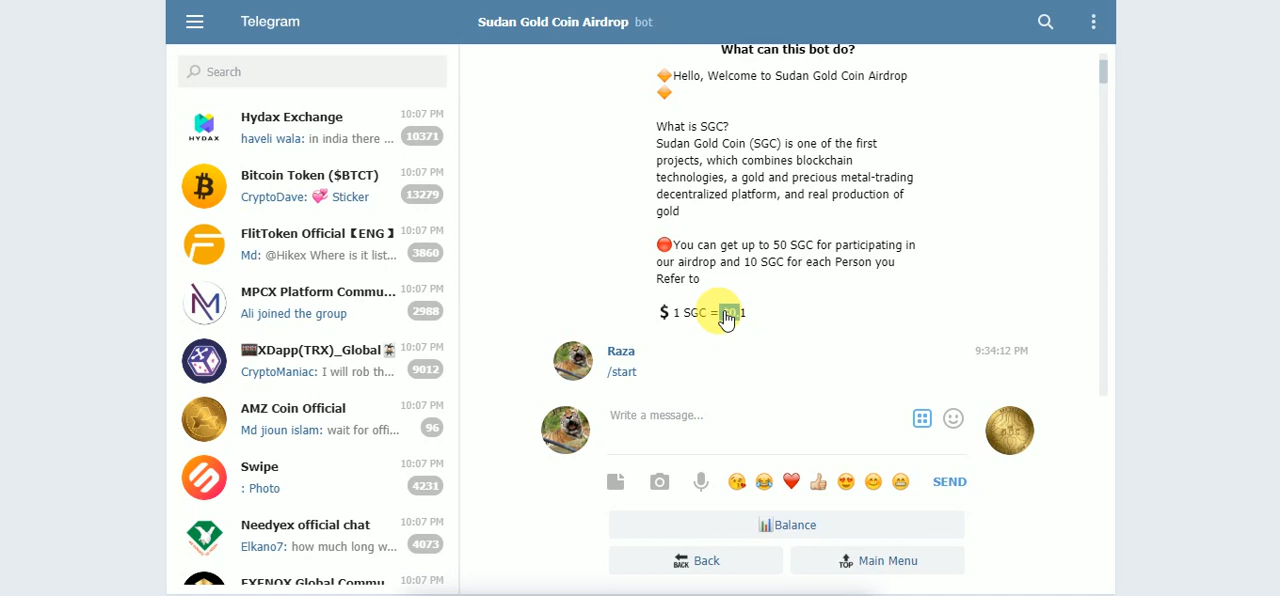 Telegram
Sudan Gold Coin Airdrop bot
Search
Hydax Exchange 10:07 PM
haveli wala: in india there ... 10371
HYDAX
Bitcoin Token ($BTCT) 10:07 PM
CryptoDave: 💞 Sticker 13279
FlitToken Official【ENG】 10:07 PM
Md: @Hikex Where is it list... 3860
MPCX Platform Commu... 10:07 PM
Ali joined the group 2988
🎰XDapp(TRX)_Global🃏 10:07 PM
CryptoManiac: I will rob th... 9012
AMZ Coin Official 10:07 PM
Md jioun islam: wait for offi... 96
Swipe 10:07 PM
: Photo 4231
Needyex official chat 10:07 PM
Elkano7: how much long w... 4073
EXENOX Global Commu 10:07 PM
What can this bot do?
🔶Hello, Welcome to Sudan Gold Coin Airdrop
🔶
What is SGC?
Sudan Gold Coin (SGC) is one of the first
projects, which combines blockchain
technologies, a gold and precious metal-trading
decentralized platform, and real production of
gold
🔴You can get up to 50 SGC for participating in
our airdrop and 10 SGC for each Person you
Refer to
💲 1 SGC = 1
Raza 9:34:12 PM
/start
Write a message...
😘 😂 ❤️ 👍 😍 😊 😁 SEND
📊Balance
🔙 Back
🔝 Main Menu